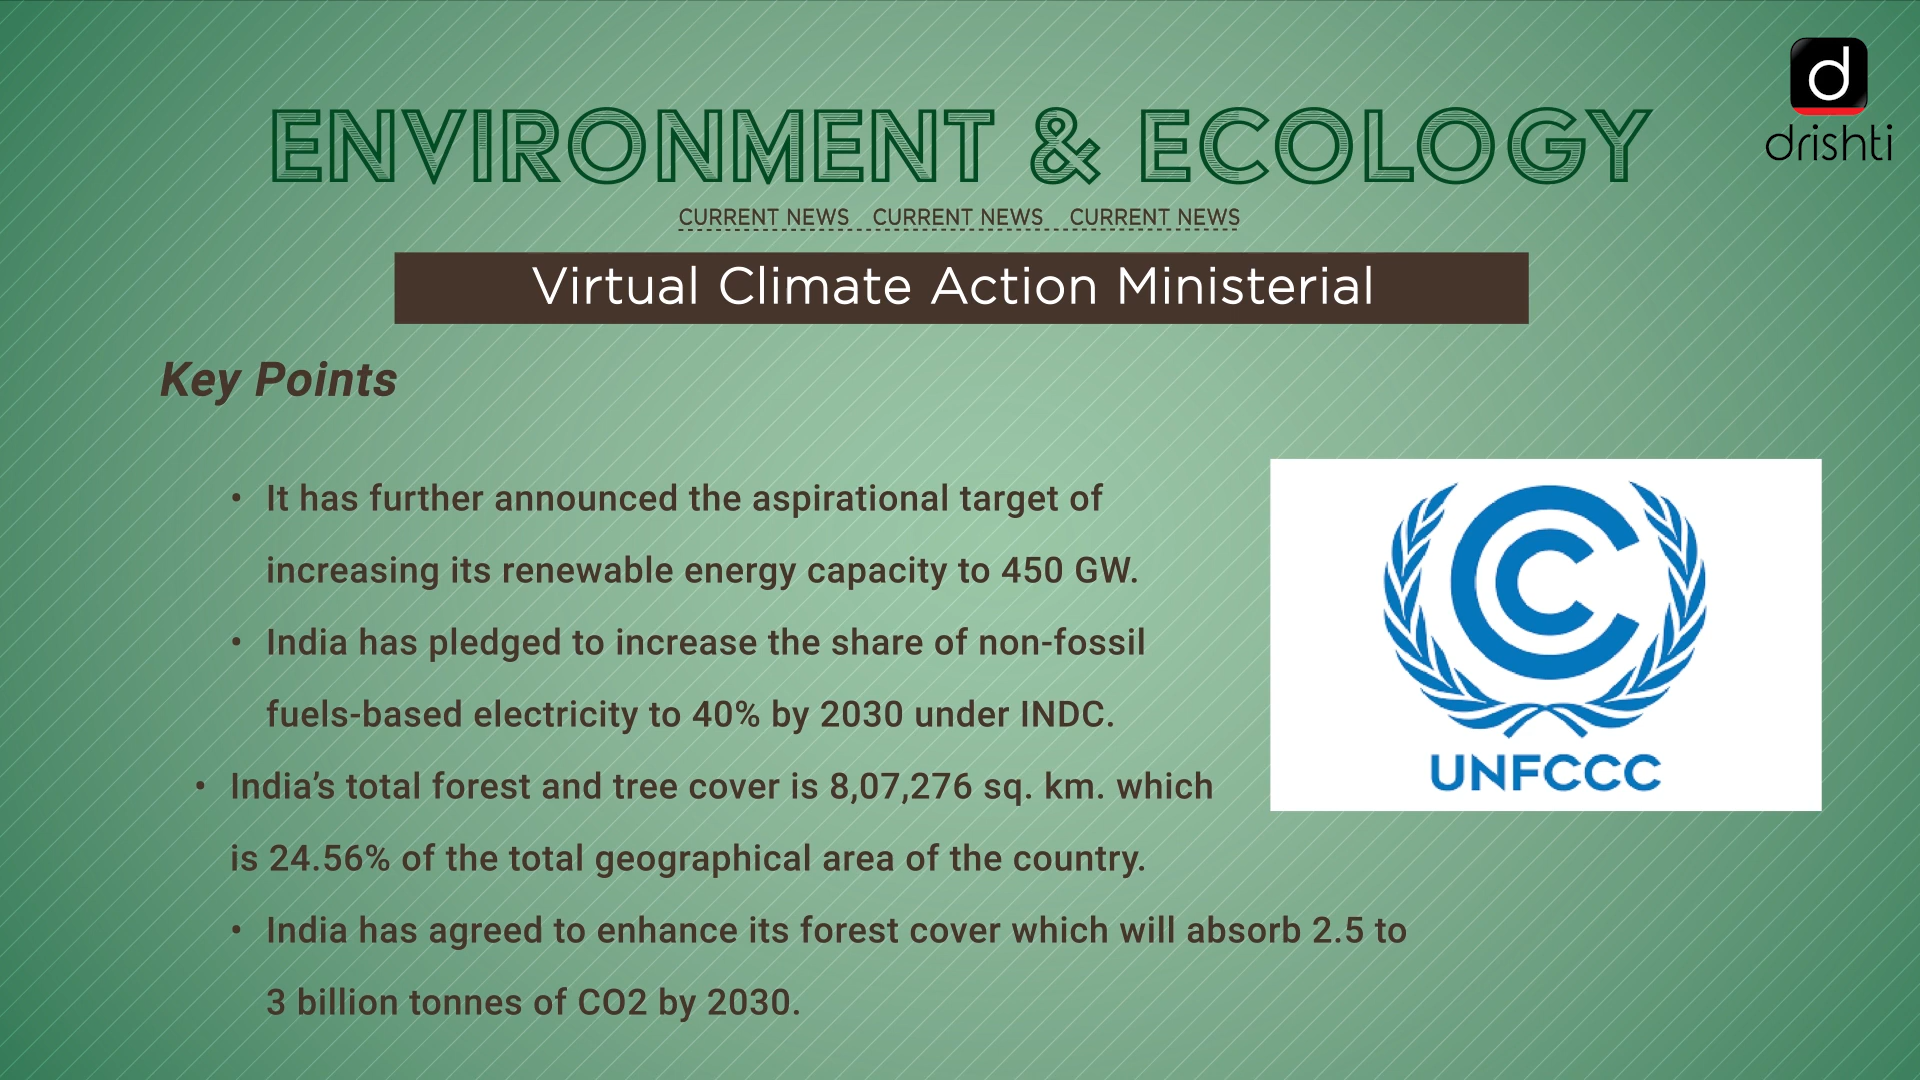 d
drishti
ENVIRONMENT & ECOLOGY
CURRENT NEWS CURRENT NEWS CURRENT NEWS
Virtual Climate Action Ministerial
Key Points
• It has further announced the aspirational target of
increasing its renewable energy capacity to 450 GW.
• India has pledged to increase the share of non-fossil
fuels-based electricity to 40% by 2030 under INDC.
• India’s total forest and tree cover is 8,07,276 sq. km. which
is 24.56% of the total geographical area of the country.
• India has agreed to enhance its forest cover which will absorb 2.5 to
3 billion tonnes of CO2 by 2030.
UNFCCC